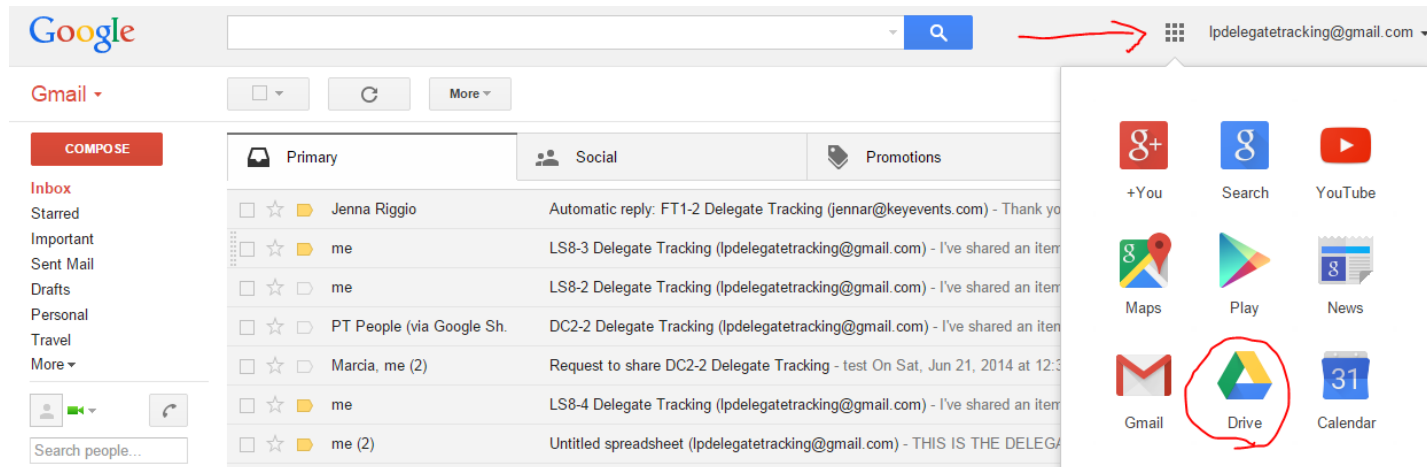 Google
lpdelegatetracking@gmail.com
Gmail
More
COMPOSE
Primary
Social
Promotions
Inbox
Starred
Important
Sent Mail
Drafts
Personal
Travel
More
Search people...
Jenna Riggio Automatic reply: FT1-2 Delegate Tracking (jennar@keyevents.com) - Thank yo
me LS8-3 Delegate Tracking (lpdelegatetracking@gmail.com) - I've shared an item
me LS8-2 Delegate Tracking (lpdelegatetracking@gmail.com) - I've shared an item
PT People (via Google Sh. DC2-2 Delegate Tracking (lpdelegatetracking@gmail.com) - I've shared an item
Marcia, me (2) Request to share DC2-2 Delegate Tracking - test On Sat, Jun 21, 2014 at 12:3
me LS8-4 Delegate Tracking (lpdelegatetracking@gmail.com) - I've shared an item
me (2) Untitled spreadsheet (lpdelegatetracking@gmail.com) - THIS IS THE DELEGA
g+ g
+You Search YouTube
g g
Maps Play News
31
Gmail Drive Calendar